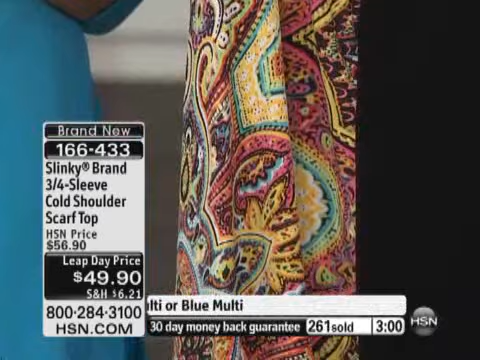 Brand New
166-433
Slinky® Brand
3/4-Sleeve
Cold Shoulder
Scarf Top
HSN Price
$56.90
Leap Day Price
$49.90
S&H $6.21
800·284·3100
HSN.COM
lti or Blue Multi
30 day money back guarantee
261 sold
3:00
HSN